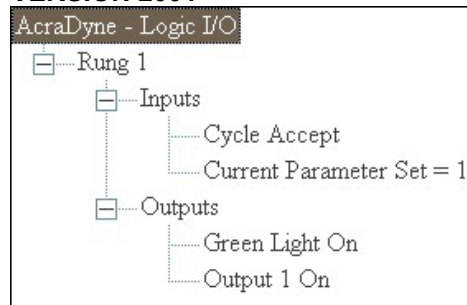 AcraDyne - Logic I/O
Rung 1
Inputs
Cycle Accept
Current Parameter Set = 1
Outputs
Green Light On
Output 1 On